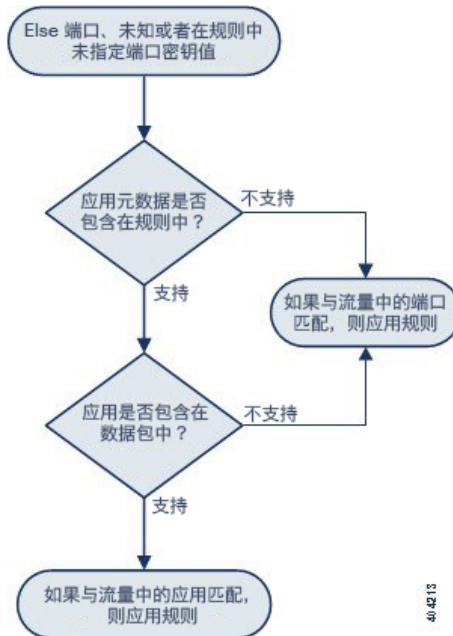 Else 端口、未知或者在规则中
未指定端口密钥值
应用元数据是否
包含在规则中？
不支持
支持
如果与流量中的端口
匹配，则应用规则
应用是否包含在
数据包中？
不支持
支持
如果与流量中的应用匹配，
则应用规则
404213